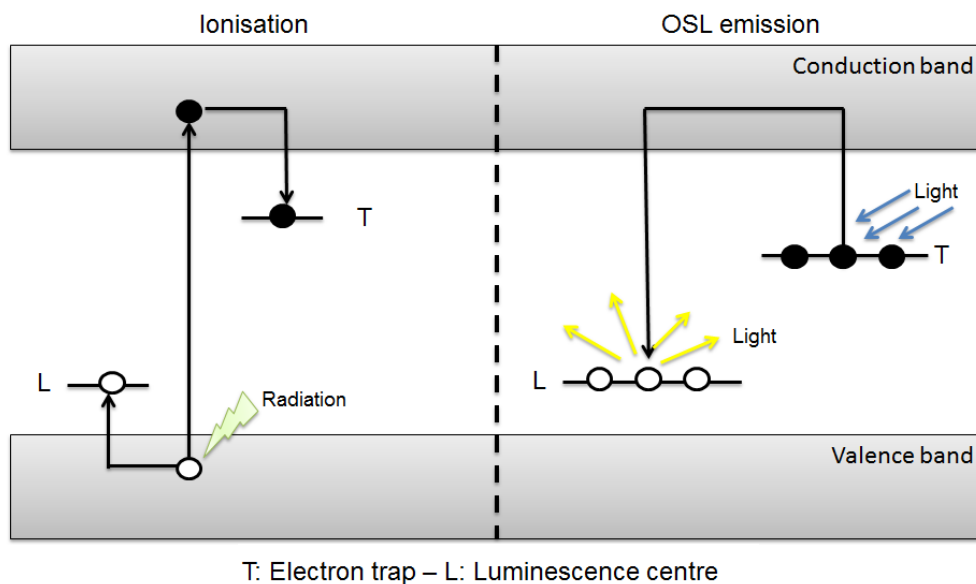 Ionisation
OSL emission
Conduction band
Light
T
T
Light
L
L
Radiation
Valence band
T: Electron trap – L: Luminescence centre